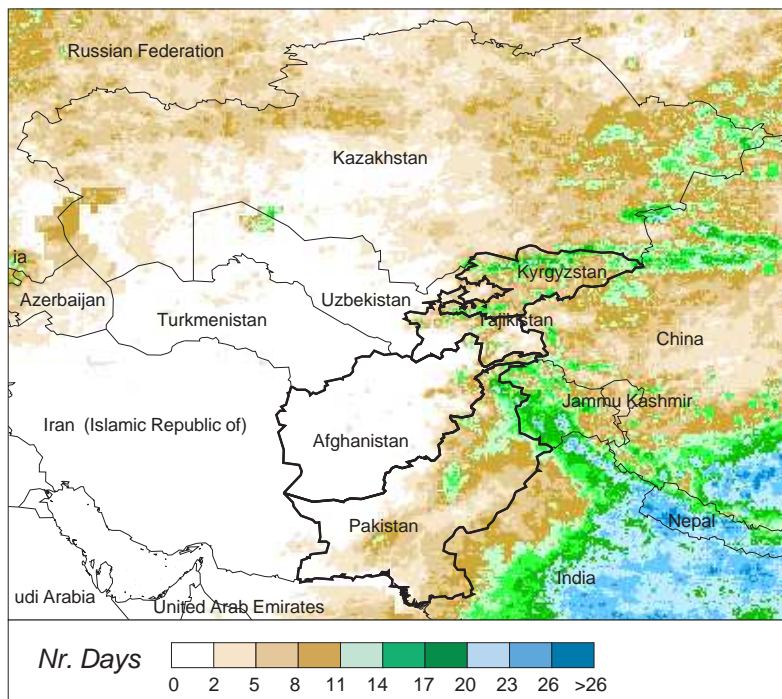 Russian Federation
Kazakhstan
ia
Kyrgyzstan
Azerbaijan
Uzbekistan
Turkmenistan
Tajikistan
China
Jammu Kashmir
Iran (Islamic Republic of)
Afghanistan
Pakistan
Nepal
India
udi Arabia
United Arab Emirates
Nr. Days
0 2 5 8 11 14 17 20 23 26 >26